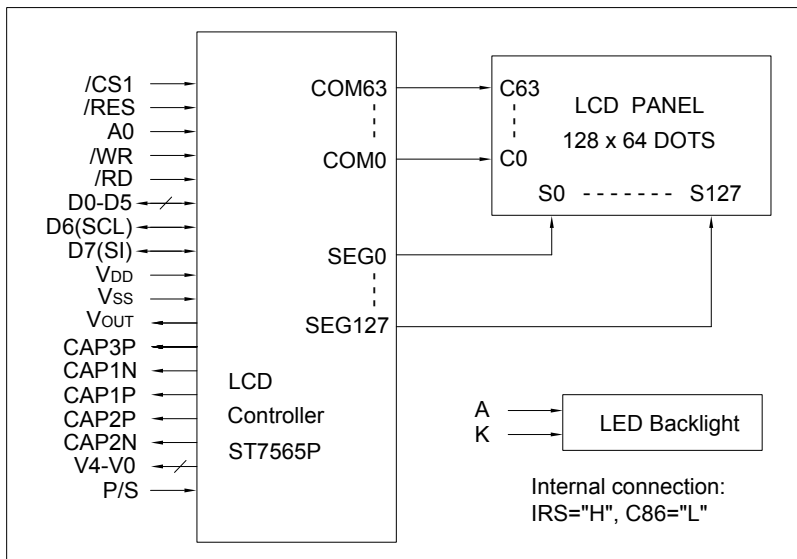 /CS1
/RES
A0
/WR
/RD
D0-D5
D6(SCL)
D7(SI)
VDD
VSS
VOUT
CAP3P
CAP1N
CAP1P
CAP2P
CAP2N
V4-V0
P/S
COM63
COM0
SEG0
SEG127
LCD
Controller
ST7565P
C63
C0
LCD PANEL
128 x 64 DOTS
S0 ------- S127
A
K
LED Backlight
Internal connection:
IRS="H", C86="L"